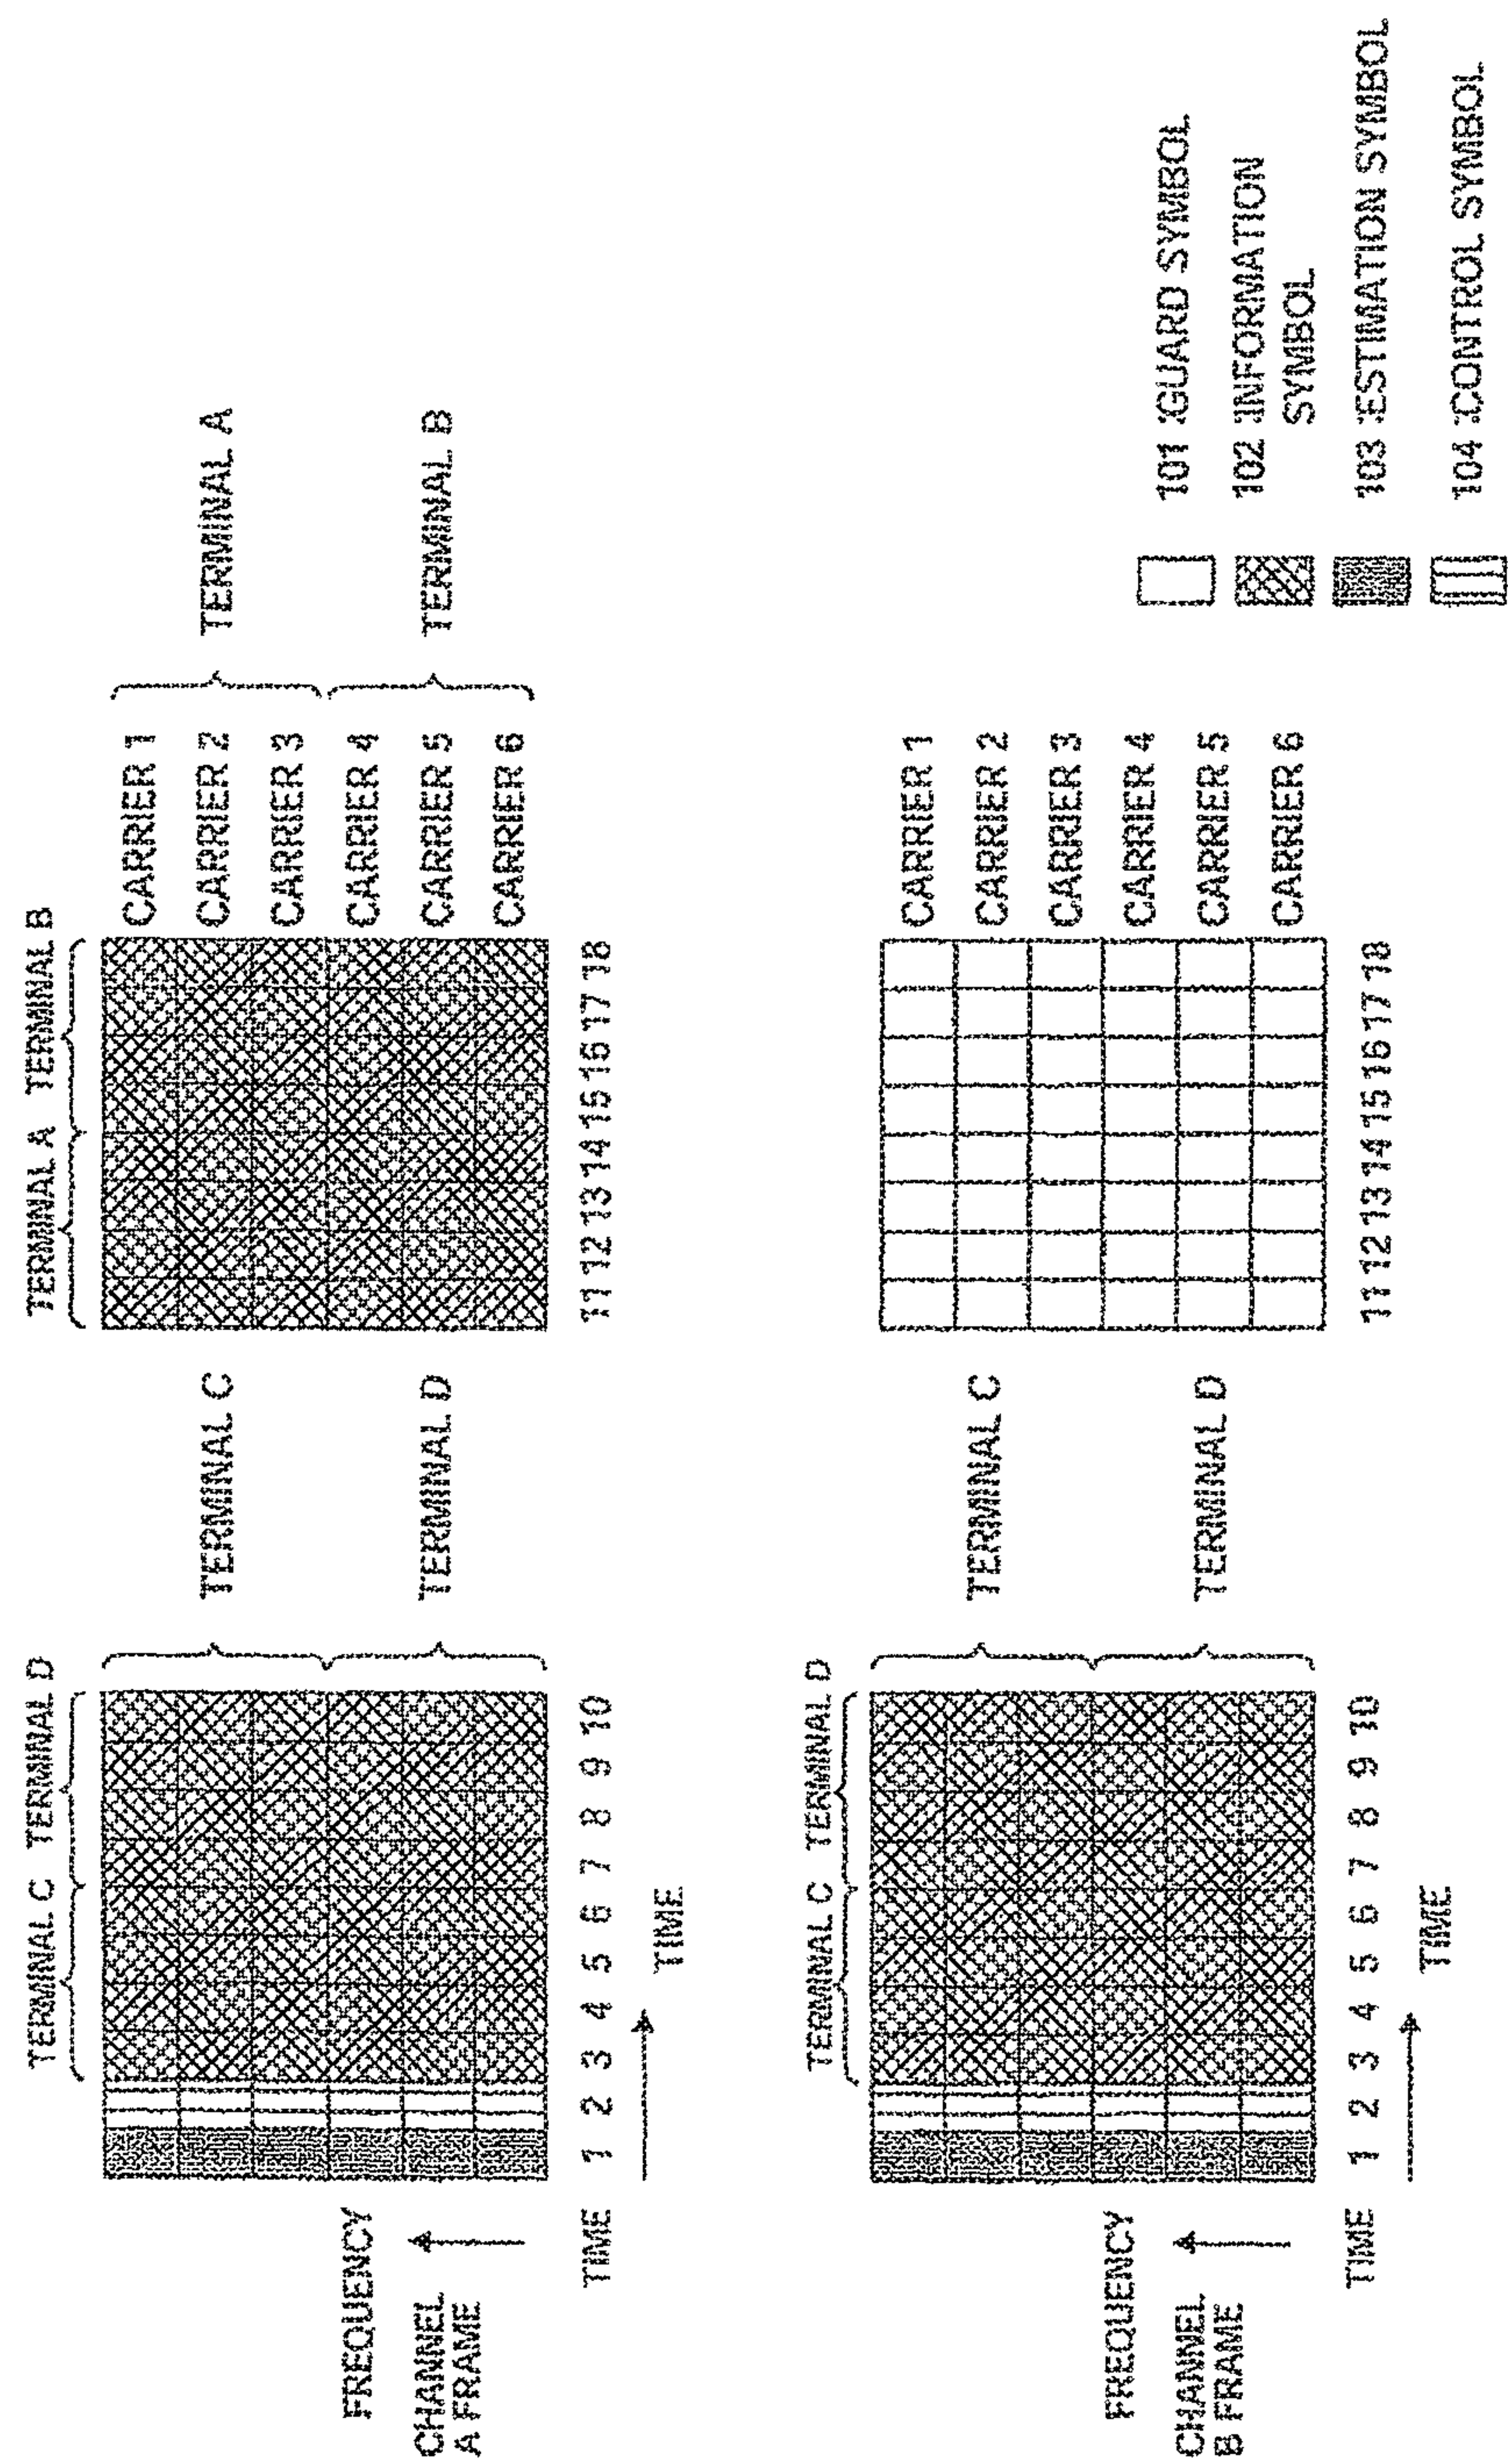 TERMINAL C TERMINAL D
TERMINAL A TERMINAL B
FREQUENCY
CHANNEL
A FRAME
TERMINAL C
TERMINAL D
CARRIER 1
CARRIER 2
CARRIER 3
CARRIER 4
CARRIER 5
CARRIER 6
TERMINAL A
TERMINAL B
TIME 1 2 3 4 5 6 7 8 9 10
11 12 13 14 15 16 17 18
TIME
TERMINAL C TERMINAL D
FREQUENCY
CHANNEL
B FRAME
TERMINAL C
TERMINAL D
CARRIER 1
CARRIER 2
CARRIER 3
CARRIER 4
CARRIER 5
CARRIER 6
TIME 1 2 3 4 5 6 7 8 9 10
11 12 13 14 15 16 17 18
TIME
101 :GUARD SYMBOL
102 :INFORMATION
SYMBOL
103 :ESTIMATION SYMBOL
104 :CONTROL SYMBOL